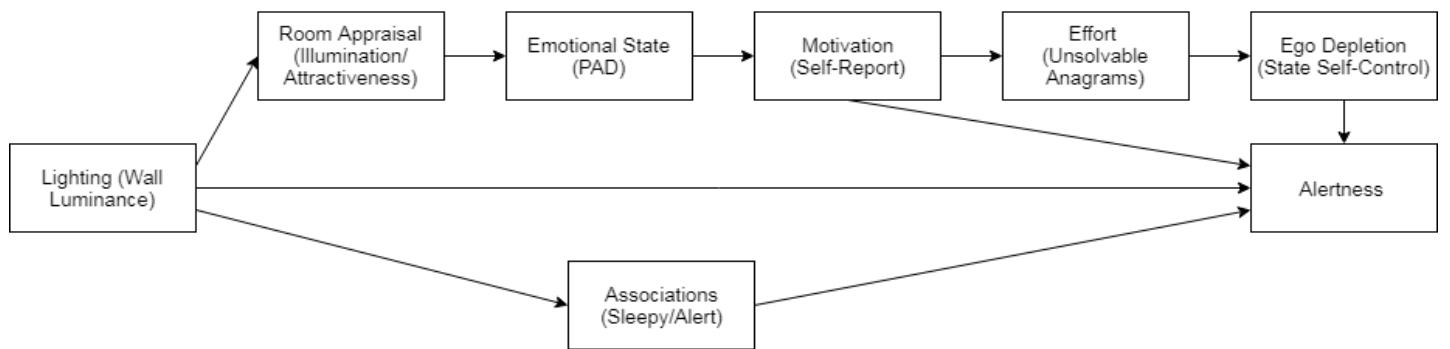 Room Appraisal
(Illumination/
Attractiveness)
Emotional State
(PAD)
Motivation
(Self-Report)
Effort
(Unsolvable
Anagrams)
Ego Depletion
(State Self-Control)
Lighting (Wall
Luminance)
Alertness
Associations
(Sleepy/Alert)